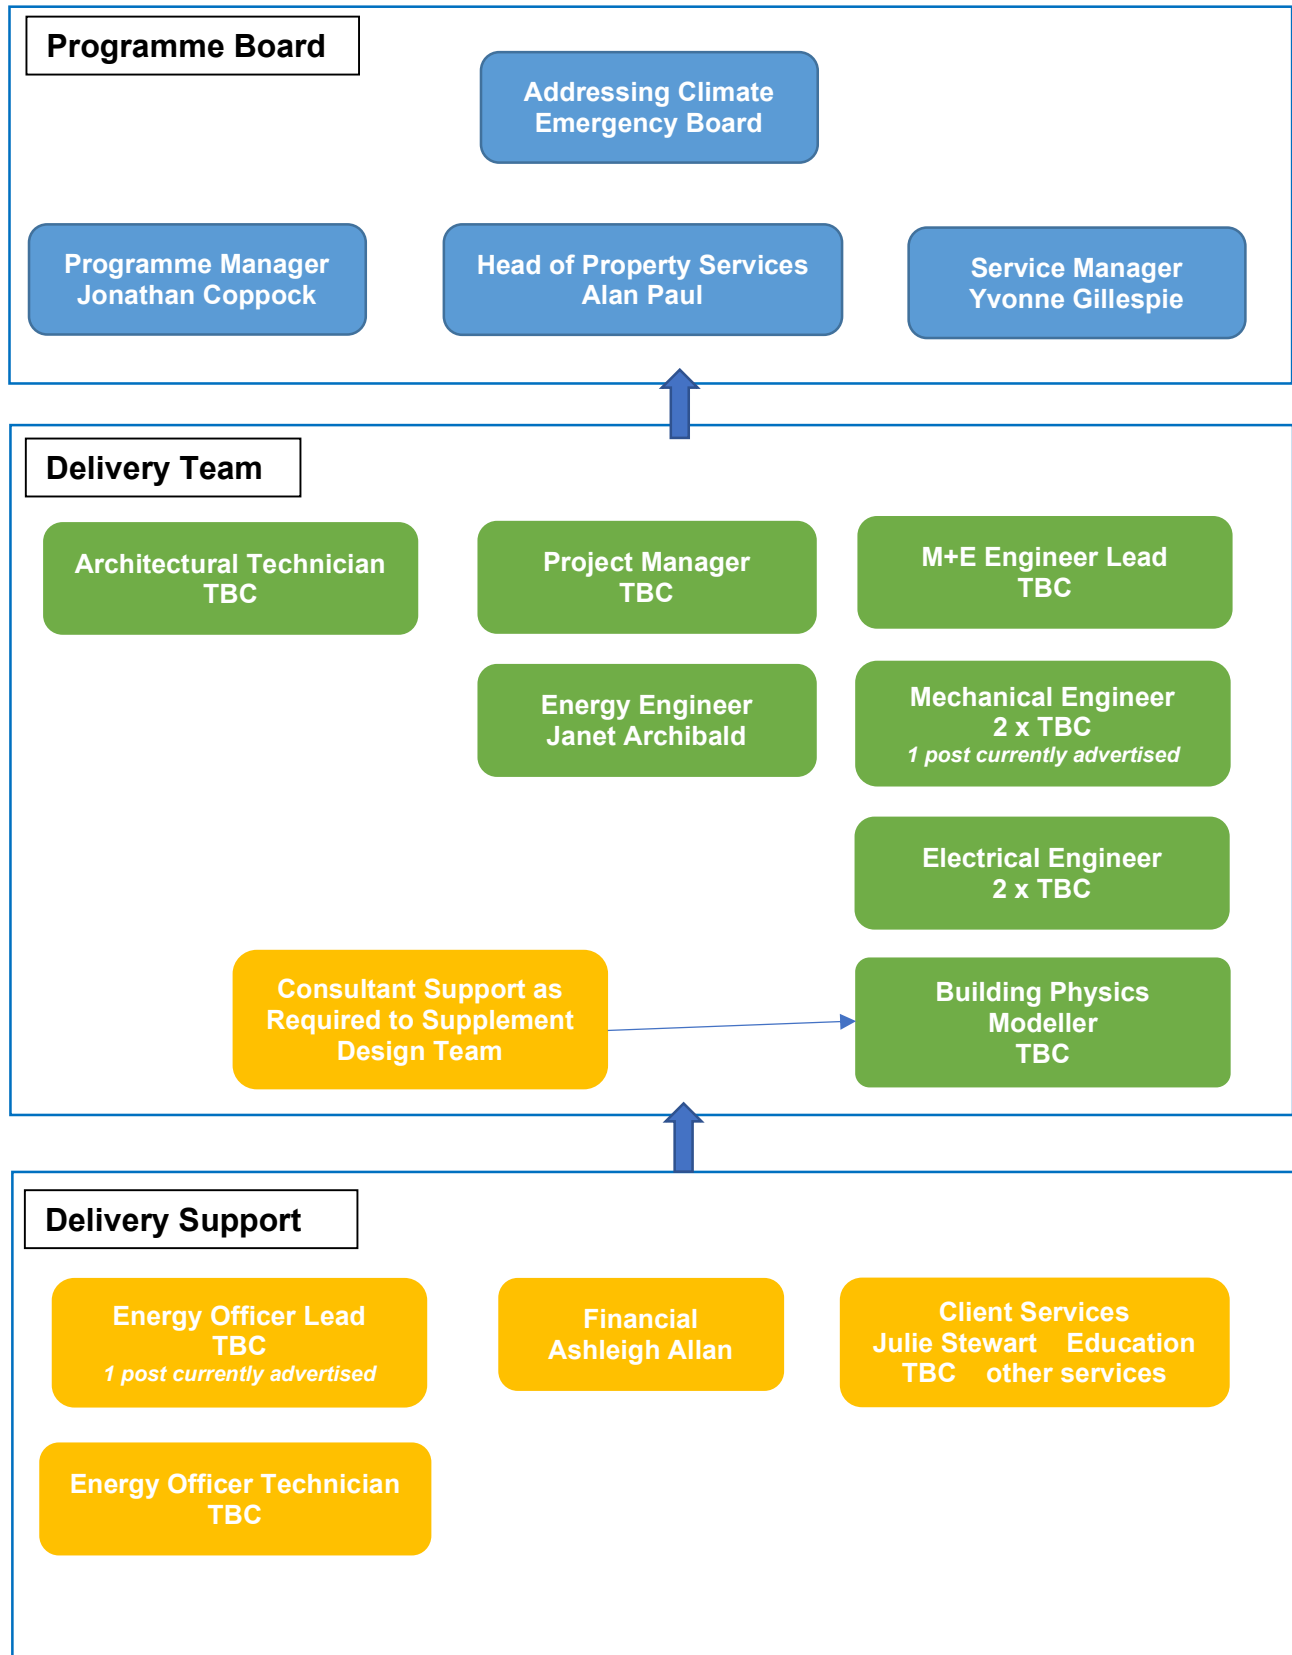 Programme Board
Addressing Climate
Emergency Board
Programme Manager
Jonathan Coppock
Head of Property Services
Alan Paul
Service Manager
Yvonne Gillespie
Delivery Team
Architectural Technician
TBC
Project Manager
TBC
M+E Engineer Lead
TBC
Energy Engineer
Janet Archibald
Mechanical Engineer
2 x TBC
1 post currently advertised
Electrical Engineer
2 x TBC
Consultant Support as
Required to Supplement
Design Team
Building Physics
Modeller
TBC
Delivery Support
Energy Officer Lead
TBC
1 post currently advertised
Financial
Ashleigh Allan
Client Services
Julie Stewart Education
TBC other services
Energy Officer Technician
TBC